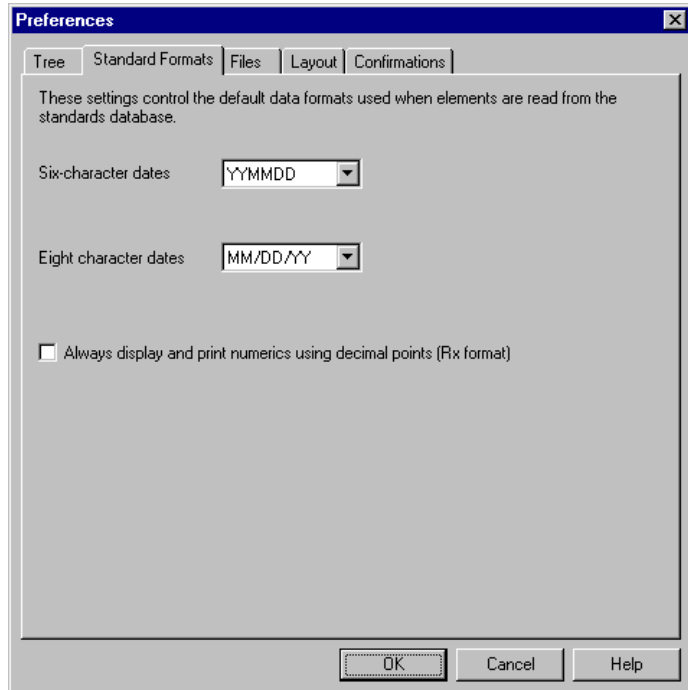 Preferences
Tree Standard Formats Files Layout Confirmations
These settings control the default data formats used when elements are read from the
standards database.
Six-character dates YYMMDD
Eight character dates MM/DD/YY
Always display and print numerics using decimal points (Rx format)
OK Cancel Help